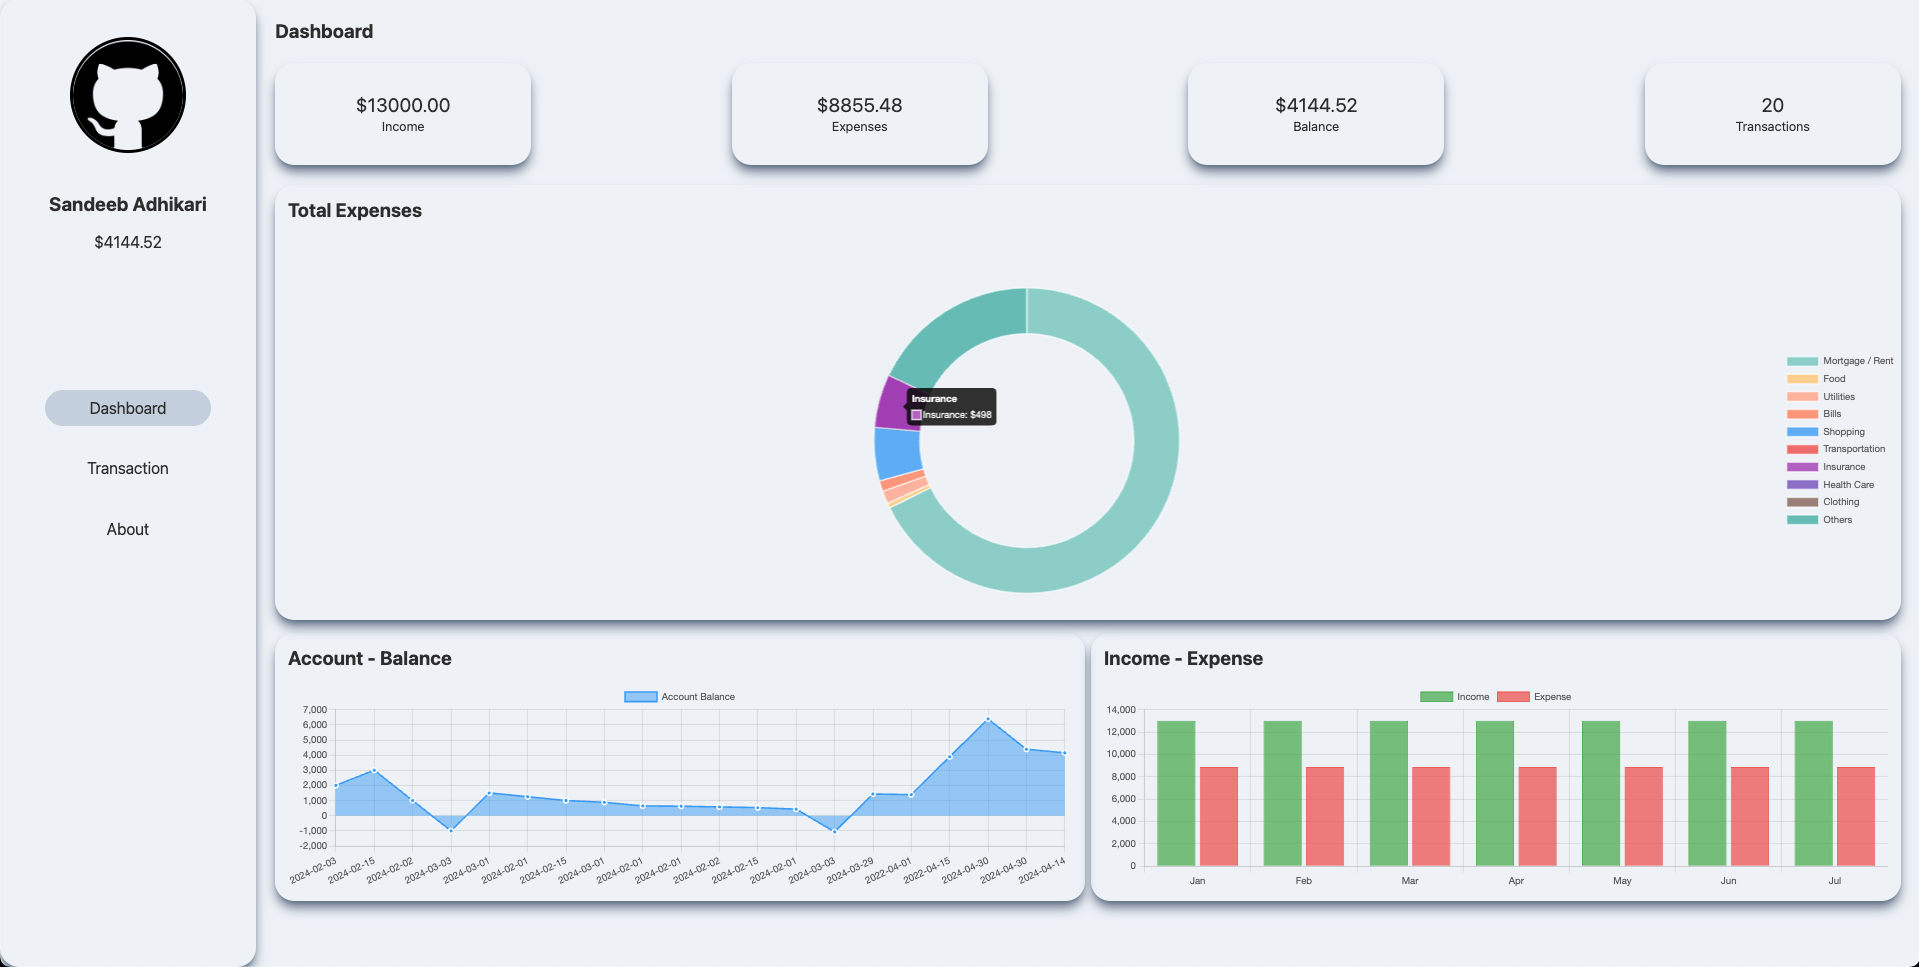 Sandeeb Adhikari
$4144.52
Dashboard
Transaction
About
Dashboard
$13000.00
Income
$8855.48
Expenses
$4144.52
Balance
20
Transactions
Total Expenses
Insurance
Insurance: $498
Mortgage / Rent
Food
Utilities
Bills
Shopping
Transportation
Insurance
Health Care
Clothing
Others
Account - Balance
Account Balance
7,000
6,000
5,000
4,000
3,000
2,000
1,000
0
-1,000
-2,000
2024-02-03
2024-02-15
2024-02-02
2024-03-03
2024-03-01
2024-02-01
2024-02-15
2024-03-01
2024-02-01
2024-02-01
2024-02-02
2024-02-15
2024-02-01
2024-03-03
2024-03-29
2022-04-01
2022-04-15
2024-04-30
2024-04-30
2024-04-14
Income - Expense
Income Expense
14,000
12,000
10,000
8,000
6,000
4,000
2,000
0
Jan Feb Mar Apr May Jun Jul